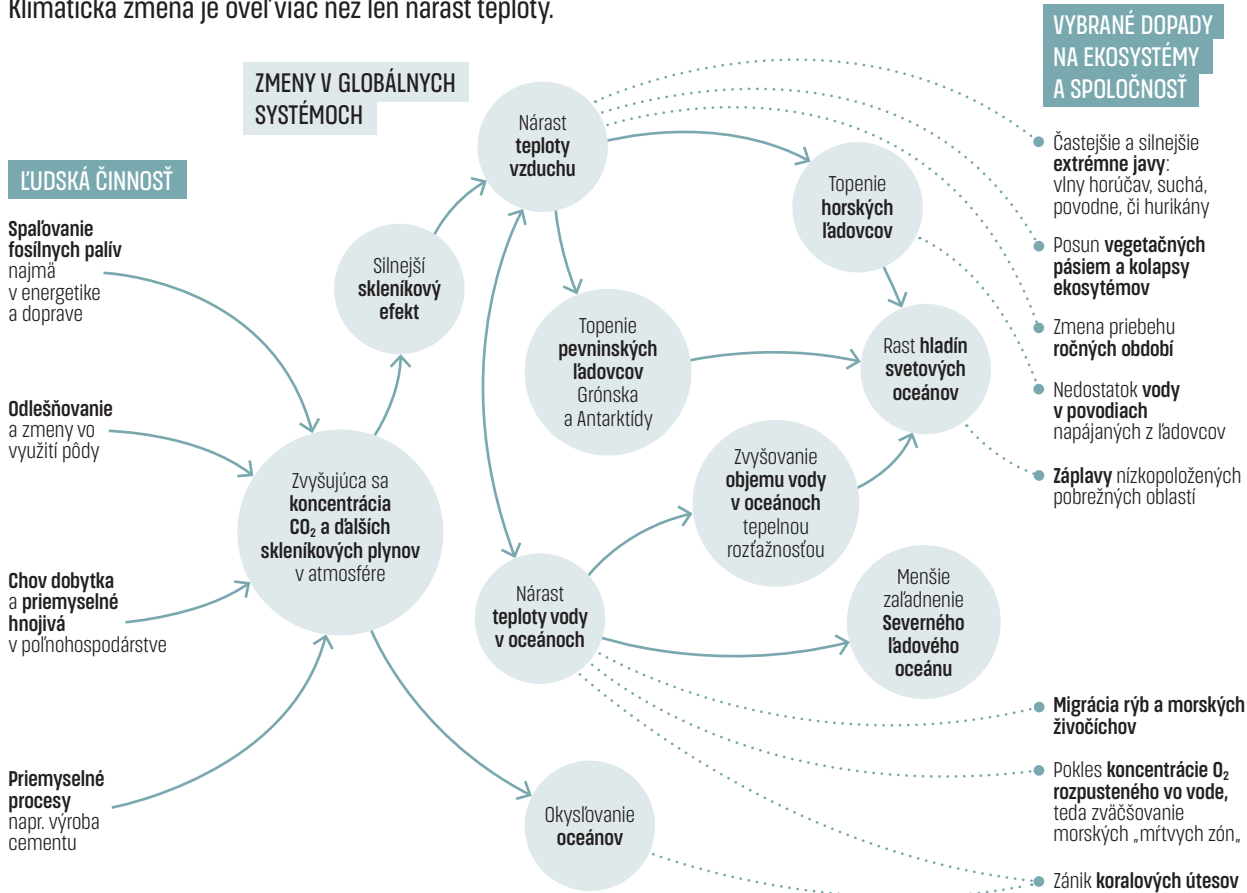 Klimatická zmena je oveľ viac než len nárast teploty.
ZMENY V GLOBÁLNYCH
SYSTÉMOCH
VYBRANÉ DOPADY
NA EKOSYSTÉMY
A SPOLOČNOSŤ
ĽUDSKÁ ČINNOSŤ
Spaľovanie
fosílnych palív
najmä
v energetike
a doprave
Odlešňovanie
a zmeny vo
využití pôdy
Chov dobytka
a priemyselné
hnojivá
v poľnohospodárstve
Priemyselné
procesy
napr. výroba
cementu
Zvyšujúca sa
koncentrácia
CO₂ a ďalších
skleníkových plynov
v atmosfére
Silnejší
skleníkový
efekt
Nárast
teploty
vzduchu
Topenie
horských
ľadovcov
Topenie
pevninských
ľadovcov
Grónska
a Antarktídy
Rast hladín
svetových
oceánov
Zvyšovanie
objemu vody
v oceánoch
tepelnou
rozťažnosťou
Nárast
teploty vody
v oceánoch
Menšie
zaľadnenie
Severného
ľadového
oceánu
Okysľovanie
oceánov
Častejšie a silnejšie
extrémne javy:
vlny horúčav, suchá,
povodne, či hurikány
Posun vegetačných
pásiem a kolapsy
ekosytémov
Zmena priebehu
ročných období
Nedostatok vody
v povodiach
napájaných z ľadovcov
Záplavy nízkopoložených
pobrežných oblastí
Migrácia rýb a morských
živočíchov
Pokles koncentrácie O₂
rozpusteného vo vode,
teda zväčšovanie
morských „mŕtvych zón„
Zánik koralových útesov